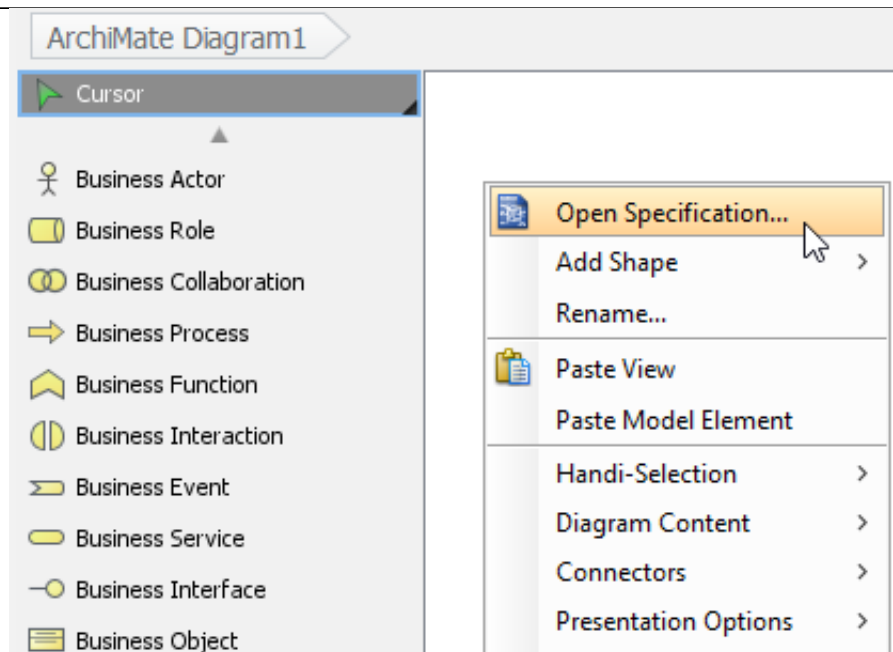 ArchiMate Diagram1
Cursor
Business Actor
Business Role
Business Collaboration
Business Process
Business Function
Business Interaction
Business Event
Business Service
Business Interface
Business Object
Open Specification...
Add Shape
Rename...
Paste View
Paste Model Element
Handi-Selection
Diagram Content
Connectors
Presentation Options